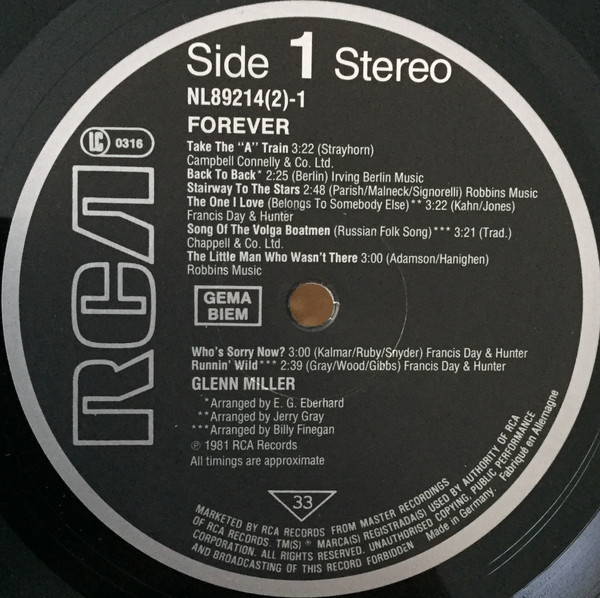 Side 1 Stereo
NL89214(2)-1
FOREVER
LC 0316
RCA
Take The "A" Train 3:22 (Strayhorn)
Campbell Connelly & Co. Ltd.
Back To Back* 2:25 (Berlin) Irving Berlin Music
Stairway To The Stars 2:48 (Parish/Malneck/Signorelli) Robbins Music
The One I Love (Belongs To Somebody Else)** 3:22 (Kahn/Jones)
Francis Day & Hunter
Song Of The Volga Boatmen (Russian Folk Song)*** 3:21 (Trad.)
Chappell & Co. Ltd.
The Little Man Who Wasn't There 3:00 (Adamson/Hanighen)
Robbins Music
GEMA
BIEM
Who's Sorry Now? 3:00 (Kalmar/Ruby/Snyder) Francis Day & Hunter
Runnin' Wild*** 2:39 (Gray/Wood/Gibbs) Francis Day & Hunter
GLENN MILLER
*Arranged by E. G. Eberhard
**Arranged by Jerry Gray
***Arranged by Billy Finegan
℗ 1981 RCA Records
All timings are approximate
33
MARKETED BY RCA RECORDS FROM MASTER RECORDINGS
OF RCA RECORDS. TM(S) ® MARCA(S) REGISTRADA(S) USED BY AUTHORITY OF RCA
CORPORATION. ALL RIGHTS RESERVED. UNAUTHORISED COPYING, PUBLIC PERFORMANCE
AND BROADCASTING OF THIS RECORD FORBIDDEN Made in Germany. Fabriqué en Allemagne